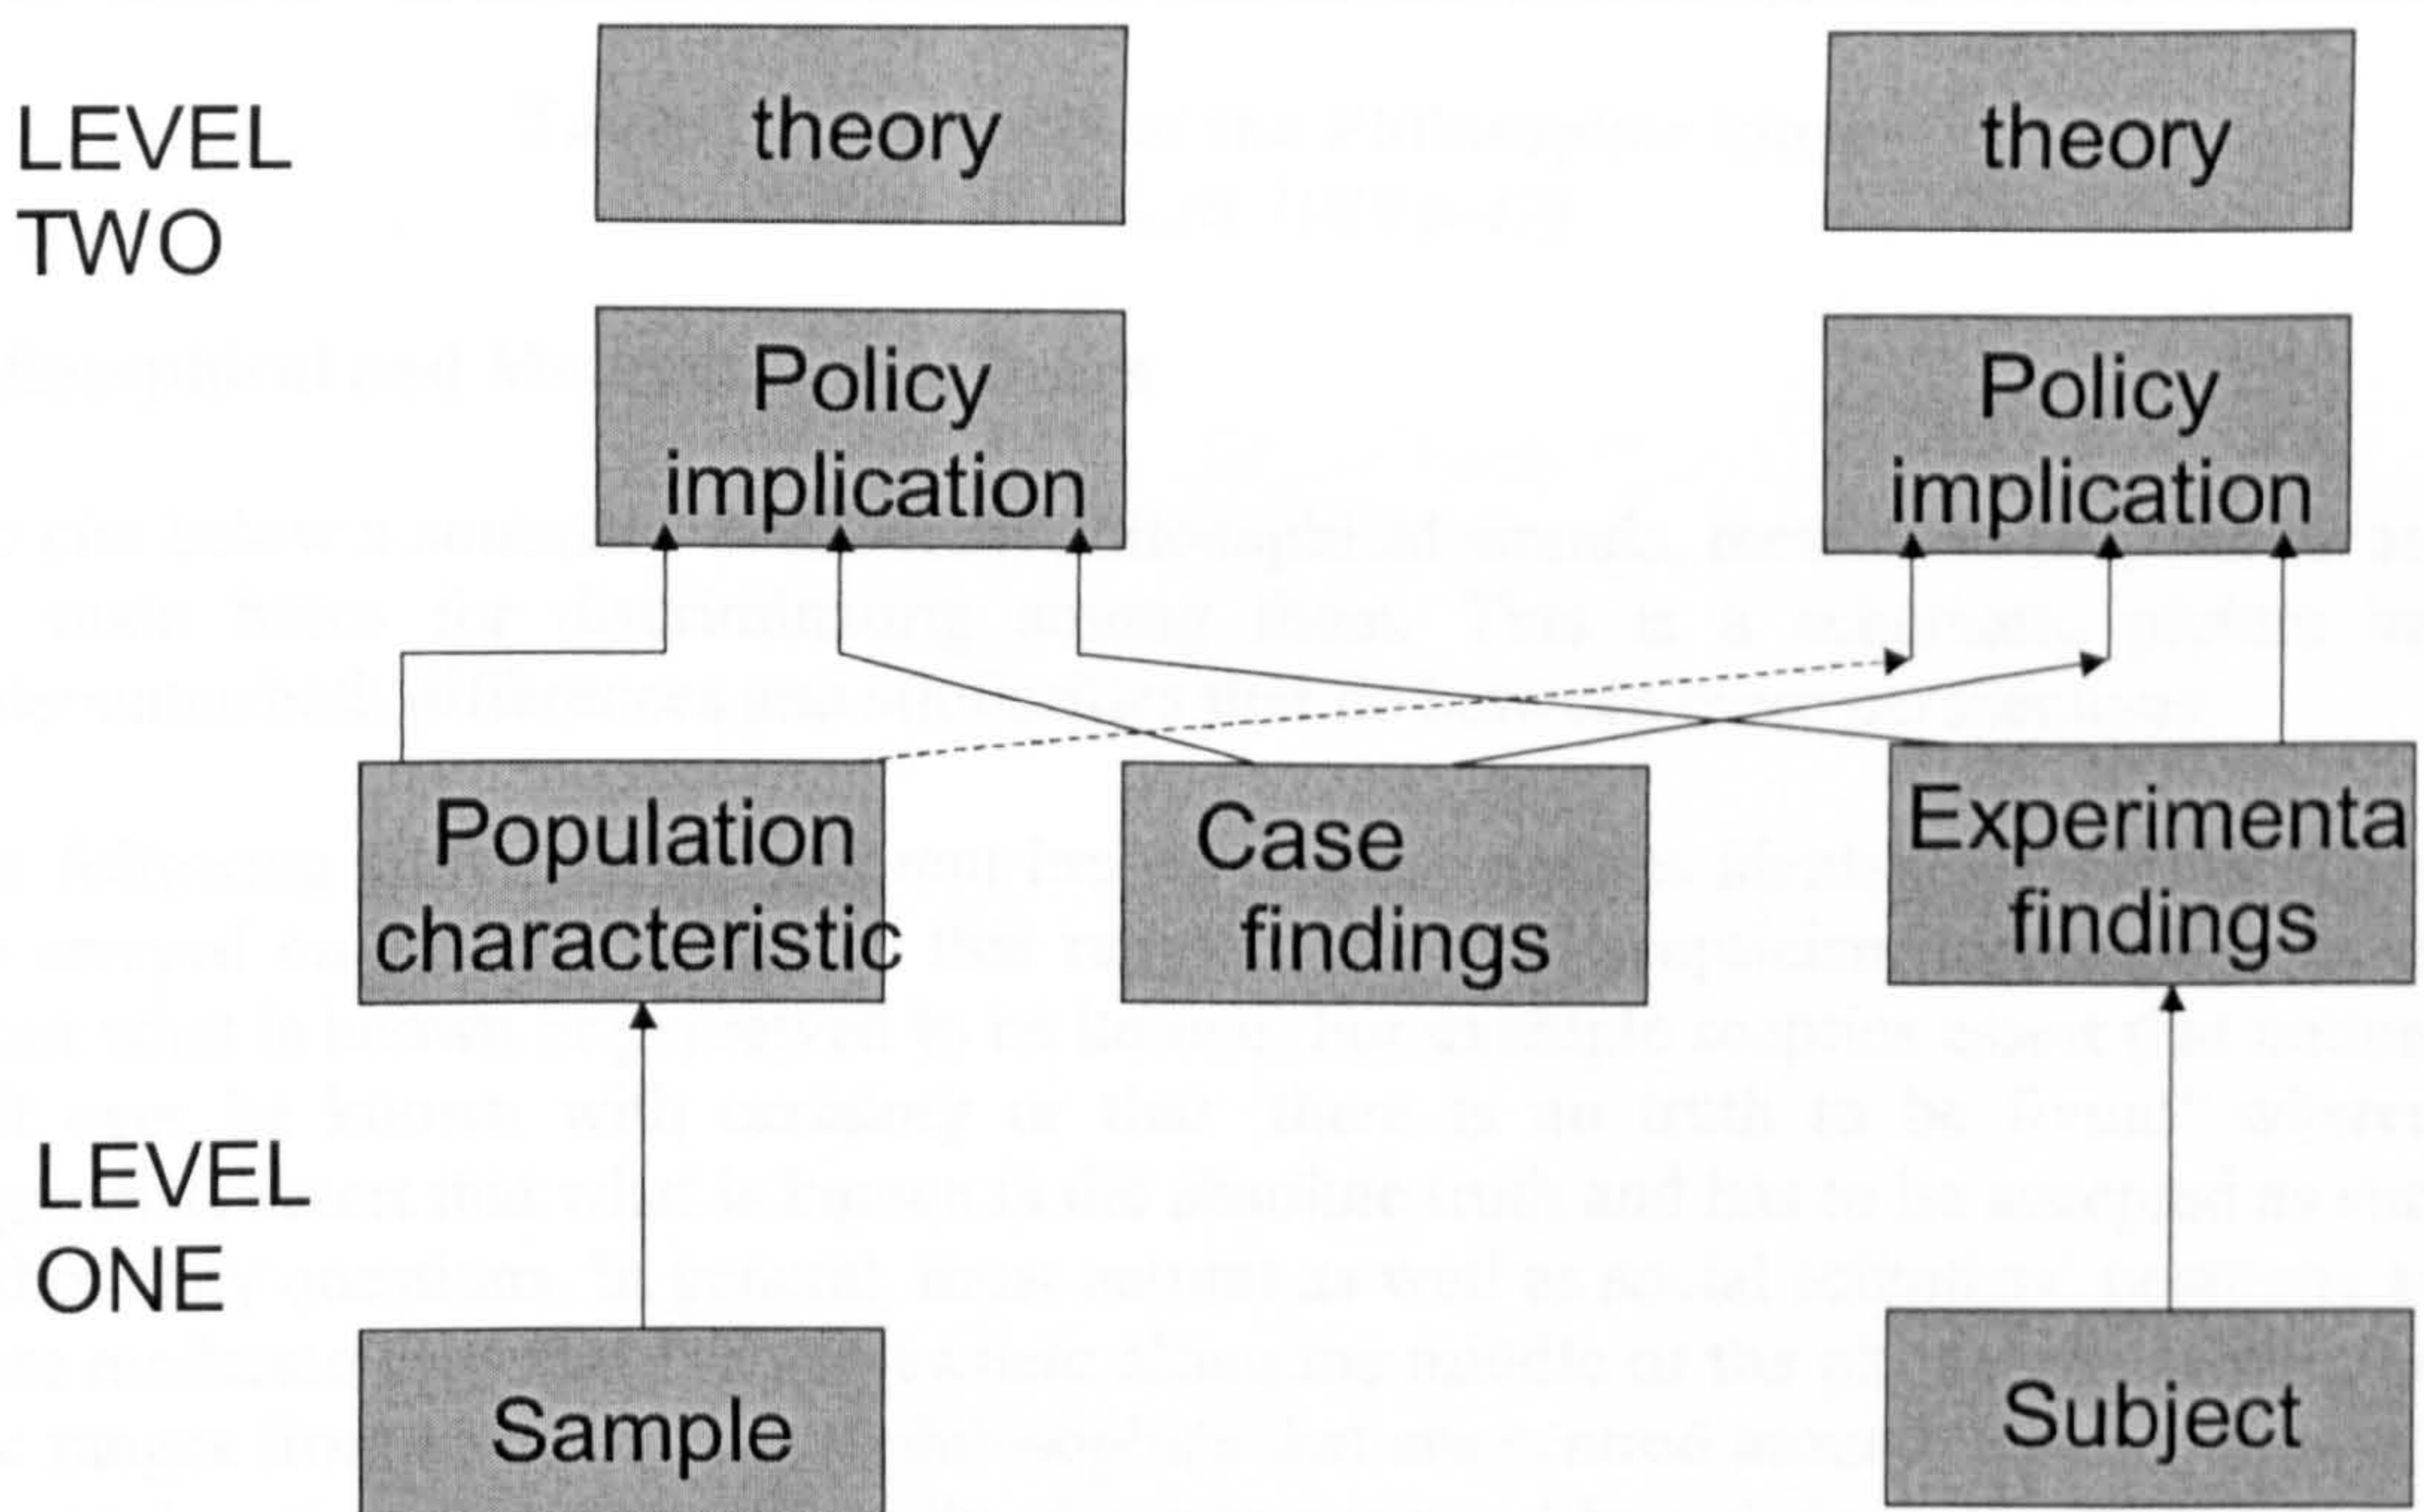 theory
theory
LEVEL
TWO
Policy
implication
Policy
implication
Population
characteristic
Case
findings
Experimenta
findings
LEVEL
ONE
Sample
Subject